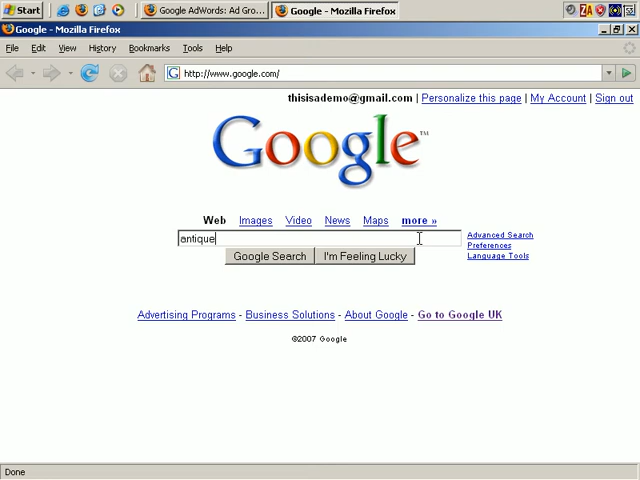 Start Google AdWords: Ad Gro... Google - Mozilla Firefox
Google - Mozilla Firefox
File Edit View History Bookmarks Tools Help
G http://www.google.com/
thisisademo@gmail.com | Personalize this page | My Account | Sign out
Google™
Web Images Video News Maps more »
antique
Advanced Search
Preferences
Language Tools
Google Search I'm Feeling Lucky
Advertising Programs - Business Solutions - About Google - Go to Google UK
©2007 Google
Done